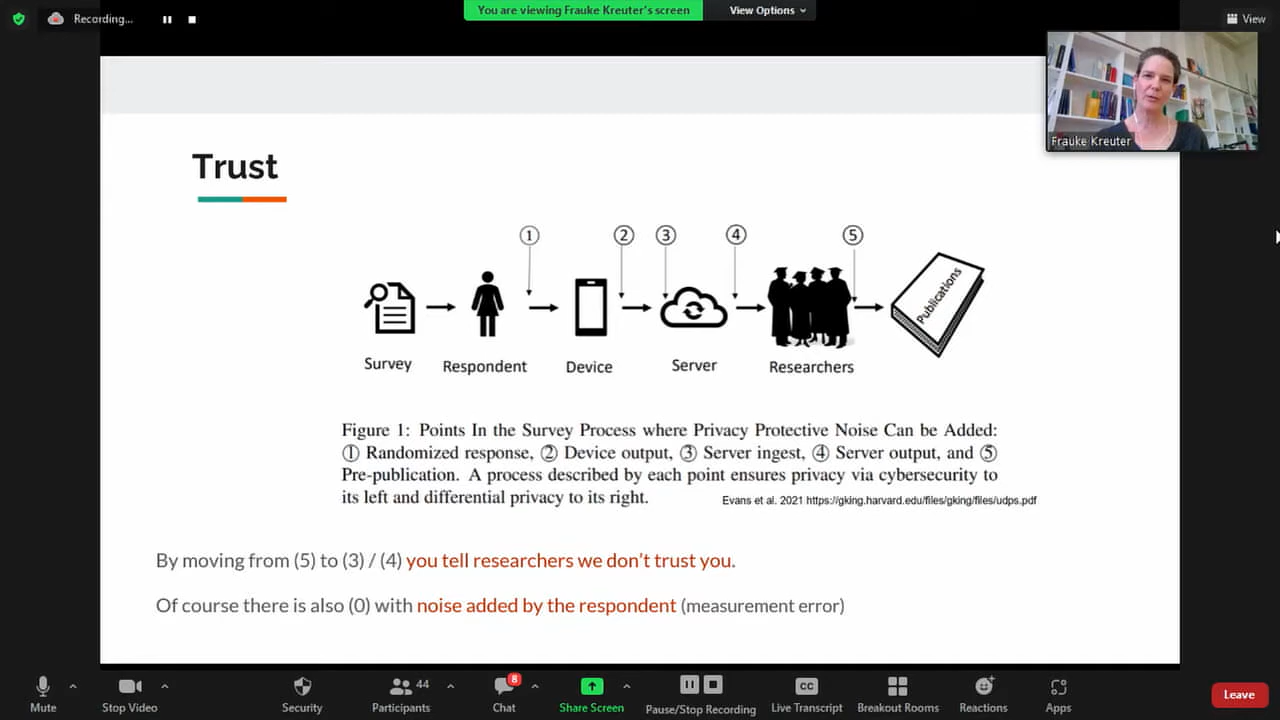 Recording...
You are viewing Frauke Kreuter's screen
View Options
View
Frauke Kreuter
Trust
① ② ③ ④ ⑤
Publications
Survey Respondent Device Server Researchers
Figure 1: Points In the Survey Process where Privacy Protective Noise Can be Added:
① Randomized response, ② Device output, ③ Server ingest, ④ Server output, and ⑤
Pre-publication. A process described by each point ensures privacy via cybersecurity to
its left and differential privacy to its right.
Evans et al. 2021 https://gking.harvard.edu/files/gking/files/udps.pdf
By moving from (5) to (3) / (4) you tell researchers we don't trust you.
Of course there is also (0) with noise added by the respondent (measurement error)
44
8
CC
Mute Stop Video Security Participants Chat Share Screen Pause/Stop Recording Live Transcript Breakout Rooms Reactions Apps Leave